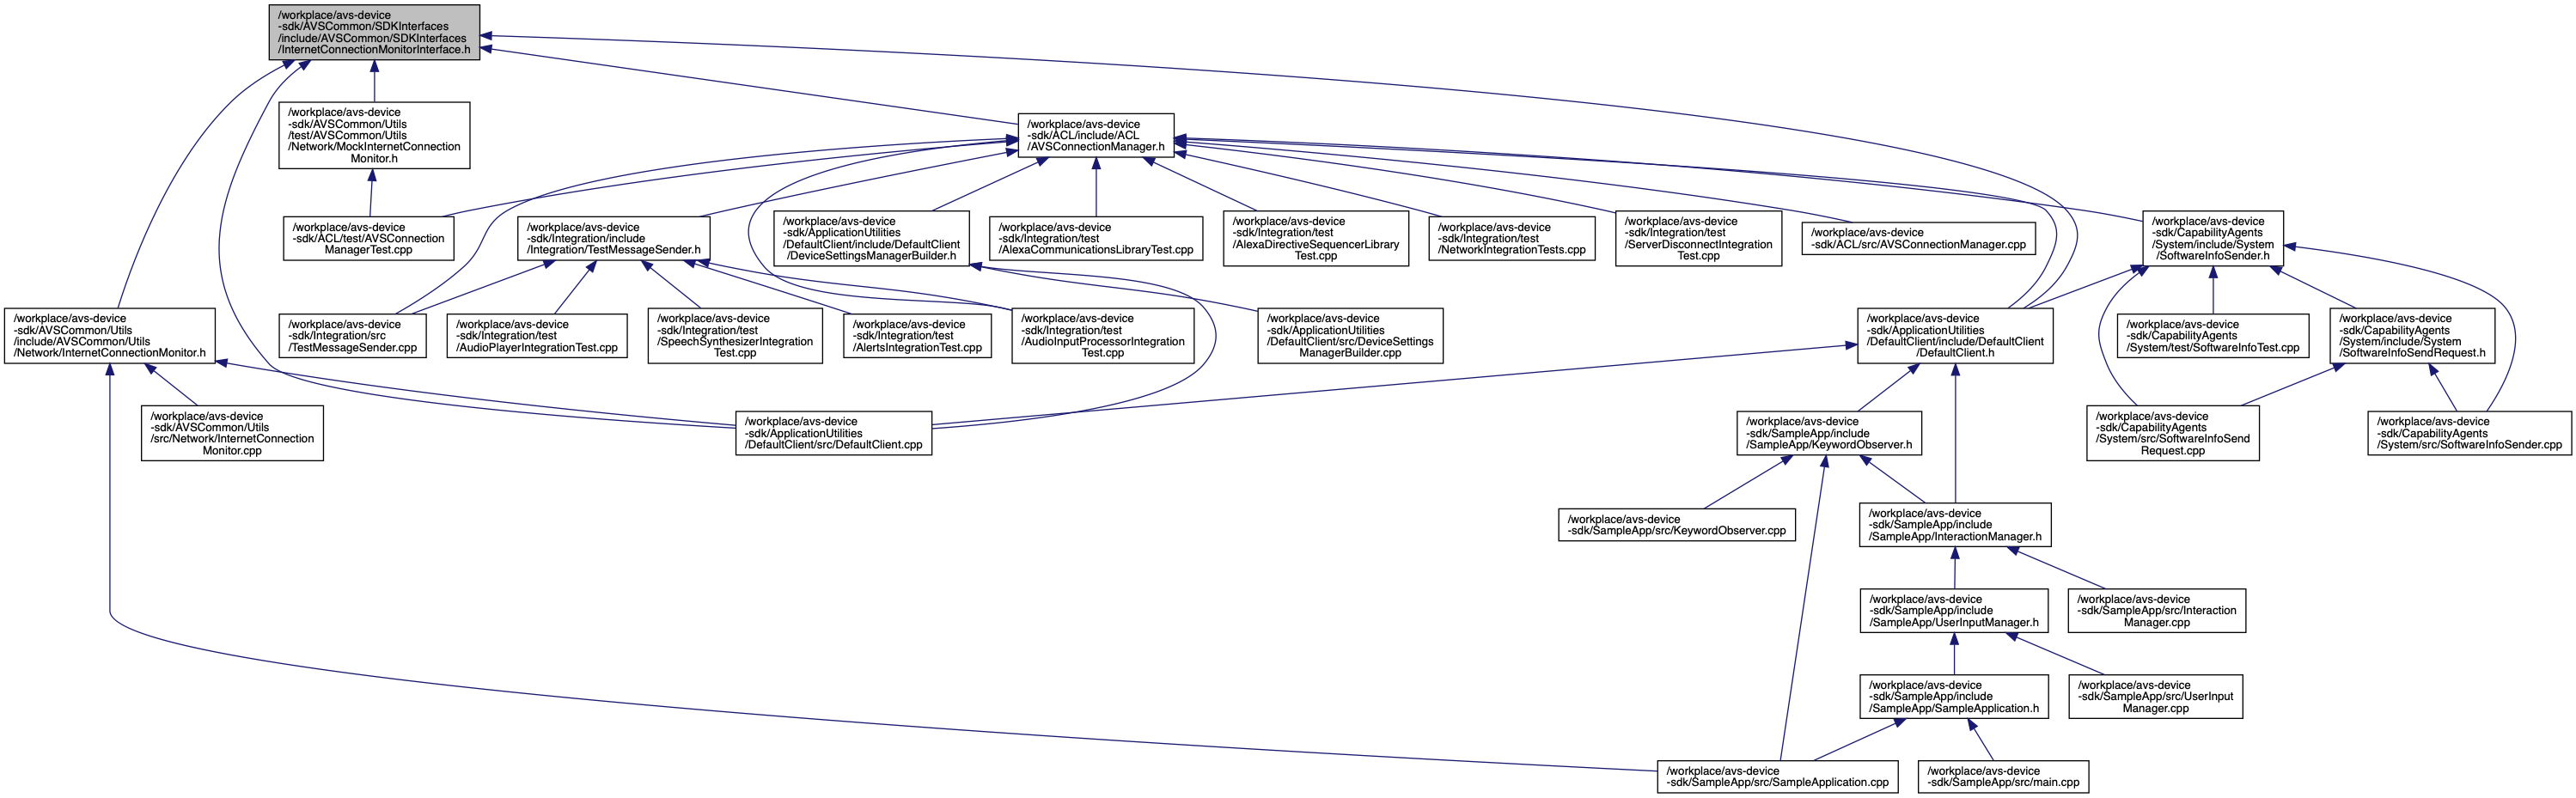 /workplace/avs-device
-sdk/AVSCommon/SDKInterfaces
/include/AVSCommon/SDKInterfaces
/InternetConnectionMonitorInterface.h
/workplace/avs-device
-sdk/AVSCommon/Utils
/test/AVSCommon/Utils
/Network/MockInternetConnection
Monitor.h
/workplace/avs-device
-sdk/ACL/include/ACL
/AVSConnectionManager.h
/workplace/avs-device
-sdk/ACL/test/AVSConnection
ManagerTest.cpp
/workplace/avs-device
-sdk/Integration/include
/Integration/TestMessageSender.h
/workplace/avs-device
-sdk/ApplicationUtilities
/DefaultClient/include/DefaultClient
/DeviceSettingsManagerBuilder.h
/workplace/avs-device
-sdk/Integration/test
/AlexaCommunicationsLibraryTest.cpp
/workplace/avs-device
-sdk/Integration/test
/AlexaDirectiveSequencerLibrary
Test.cpp
/workplace/avs-device
-sdk/Integration/test
/NetworkIntegrationTests.cpp
/workplace/avs-device
-sdk/Integration/test
/ServerDisconnectIntegration
Test.cpp
/workplace/avs-device
-sdk/ACL/src/AVSConnectionManager.cpp
/workplace/avs-device
-sdk/CapabilityAgents
/System/include/System
/SoftwareInfoSender.h
/workplace/avs-device
-sdk/AVSCommon/Utils
/include/AVSCommon/Utils
/Network/InternetConnectionMonitor.h
/workplace/avs-device
-sdk/Integration/src
/TestMessageSender.cpp
/workplace/avs-device
-sdk/Integration/test
/AudioPlayerIntegrationTest.cpp
/workplace/avs-device
-sdk/Integration/test
/SpeechSynthesizerIntegration
Test.cpp
/workplace/avs-device
-sdk/Integration/test
/AlertsIntegrationTest.cpp
/workplace/avs-device
-sdk/Integration/test
/AudioInputProcessorIntegration
Test.cpp
/workplace/avs-device
-sdk/ApplicationUtilities
/DefaultClient/src/DeviceSettings
ManagerBuilder.cpp
/workplace/avs-device
-sdk/ApplicationUtilities
/DefaultClient/include/DefaultClient
/DefaultClient.h
/workplace/avs-device
-sdk/CapabilityAgents
/System/test/SoftwareInfoTest.cpp
/workplace/avs-device
-sdk/CapabilityAgents
/System/include/System
/SoftwareInfoSendRequest.h
/workplace/avs-device
-sdk/AVSCommon/Utils
/src/Network/InternetConnection
Monitor.cpp
/workplace/avs-device
-sdk/ApplicationUtilities
/DefaultClient/src/DefaultClient.cpp
/workplace/avs-device
-sdk/SampleApp/include
/SampleApp/KeywordObserver.h
/workplace/avs-device
-sdk/CapabilityAgents
/System/src/SoftwareInfoSend
Request.cpp
/workplace/avs-device
-sdk/CapabilityAgents
/System/src/SoftwareInfoSender.cpp
/workplace/avs-device
-sdk/SampleApp/src/KeywordObserver.cpp
/workplace/avs-device
-sdk/SampleApp/include
/SampleApp/InteractionManager.h
/workplace/avs-device
-sdk/SampleApp/include
/SampleApp/UserInputManager.h
/workplace/avs-device
-sdk/SampleApp/src/Interaction
Manager.cpp
/workplace/avs-device
-sdk/SampleApp/include
/SampleApp/SampleApplication.h
/workplace/avs-device
-sdk/SampleApp/src/UserInput
Manager.cpp
/workplace/avs-device
-sdk/SampleApp/src/SampleApplication.cpp
/workplace/avs-device
-sdk/SampleApp/src/main.cpp